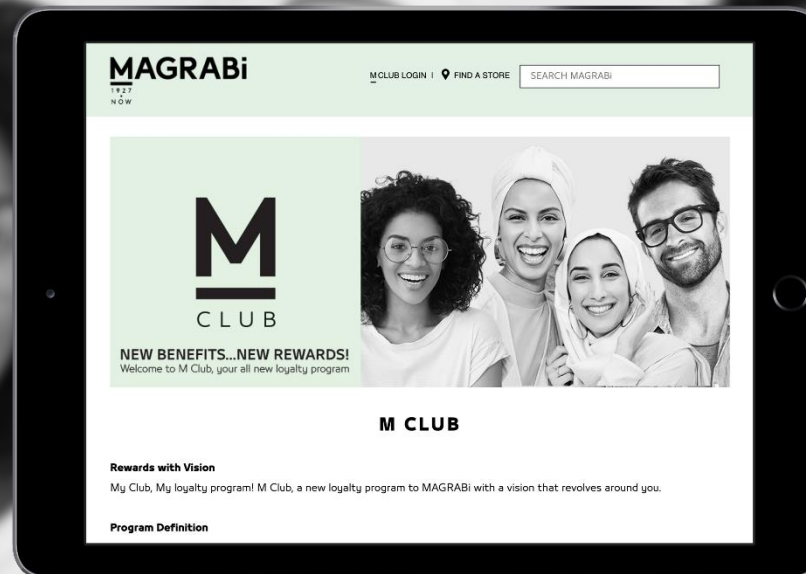 MAGRABi
1927
NOW
M CLUB LOGIN | FIND A STORE SEARCH MAGRABi
M
CLUB
NEW BENEFITS...NEW REWARDS!
Welcome to M Club, your all new loyalty program
M CLUB
Rewards with Vision
My Club, My loyalty program! M Club, a new loyalty program to MAGRABi with a vision that revolves around you.
Program Definition